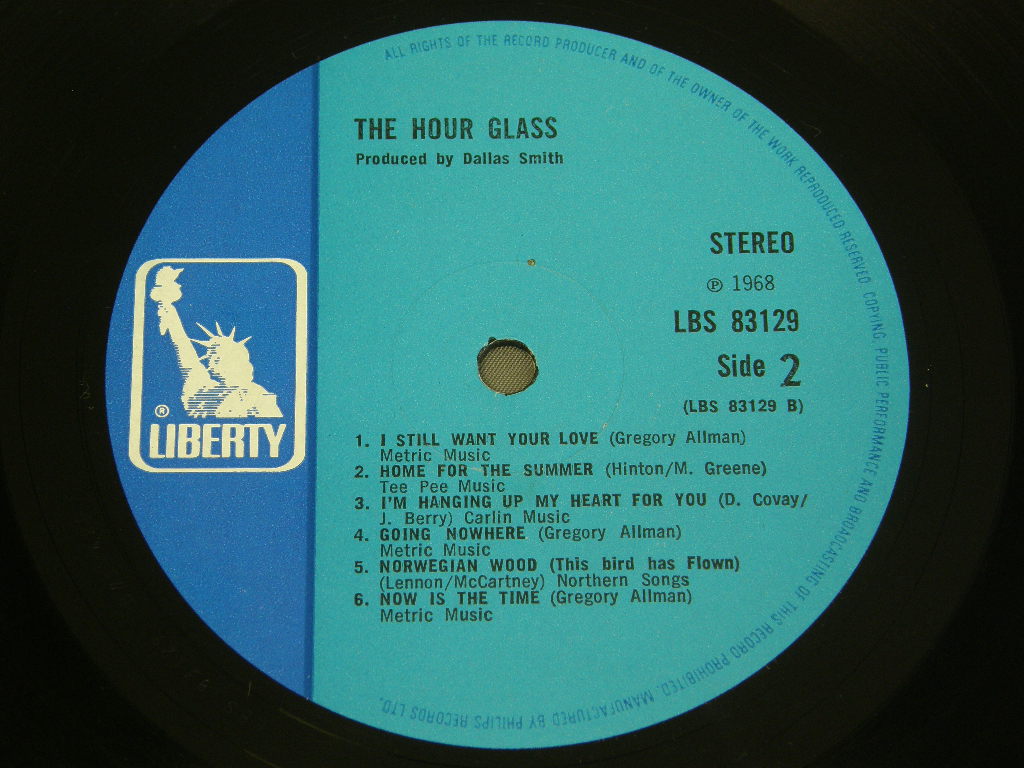 ALL RIGHTS OF THE RECORD PRODUCER AND OF THE OWNER OF THE WORK REPRODUCED RESERVED. COPYING, PUBLIC PERFORMANCE AND BROADCASTING OF THIS RECORD PROHIBITED. MANUFACTURED BY PHILIPS RECORDS LTD.
THE HOUR GLASS
Produced by Dallas Smith
STEREO
℗ 1968
LBS 83129
Side 2
(LBS 83129 B)
® LIBERTY
1. I STILL WANT YOUR LOVE (Gregory Allman)
Metric Music
2. HOME FOR THE SUMMER (Hinton/M. Greene)
Tee Pee Music
3. I'M HANGING UP MY HEART FOR YOU (D. Covay/
J. Berry) Carlin Music
4. GOING NOWHERE (Gregory Allman)
Metric Music
5. NORWEGIAN WOOD (This bird has Flown)
(Lennon/McCartney) Northern Songs
6. NOW IS THE TIME (Gregory Allman)
Metric Music